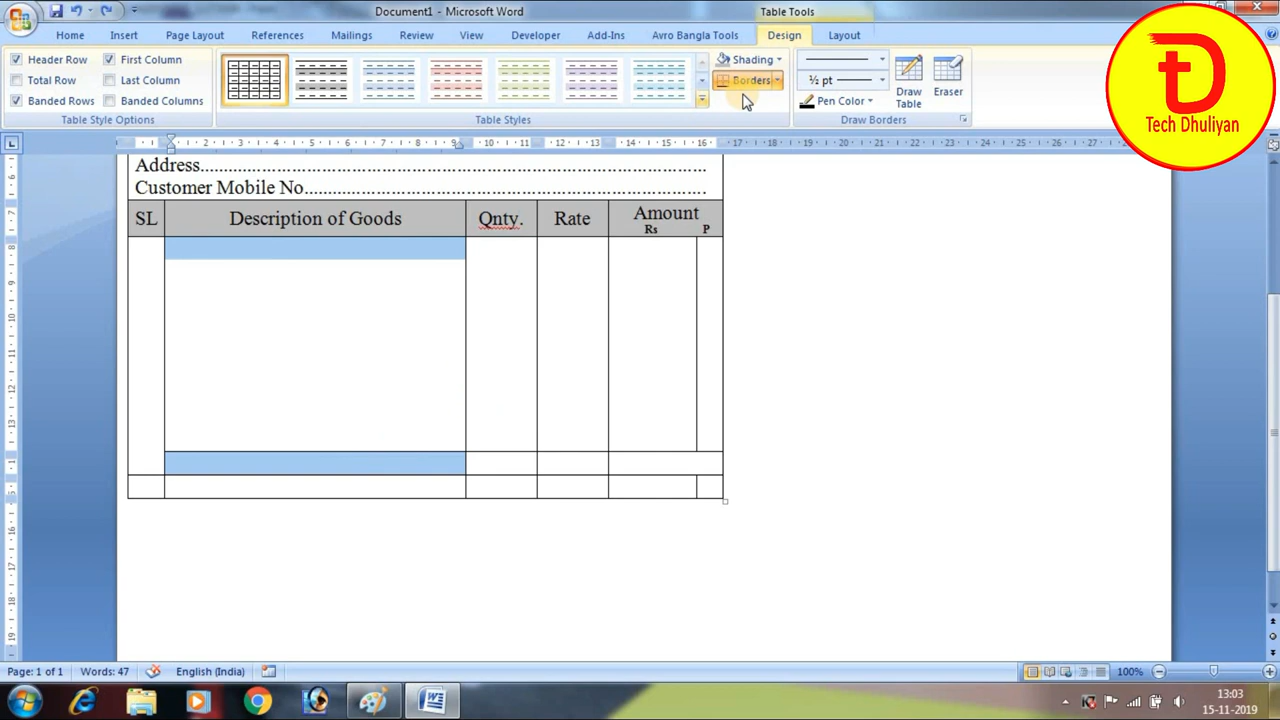 Document1 - Microsoft Word
Table Tools
Home Insert Page Layout References Mailings Review View Developer Add-Ins Avro Bangla Tools Design Layout
Header Row First Column
Total Row Last Column
Banded Rows Banded Columns
Table Style Options
Table Styles
Shading
Borders
½ pt
Pen Color
Draw Table
Eraser
Draw Borders
Tech Dhuliyan
Address
Customer Mobile No
SL Description of Goods Qnty. Rate Amount
Rs P
Page: 1 of 1 Words: 47 English (India) 100%
13:03
15-11-2019